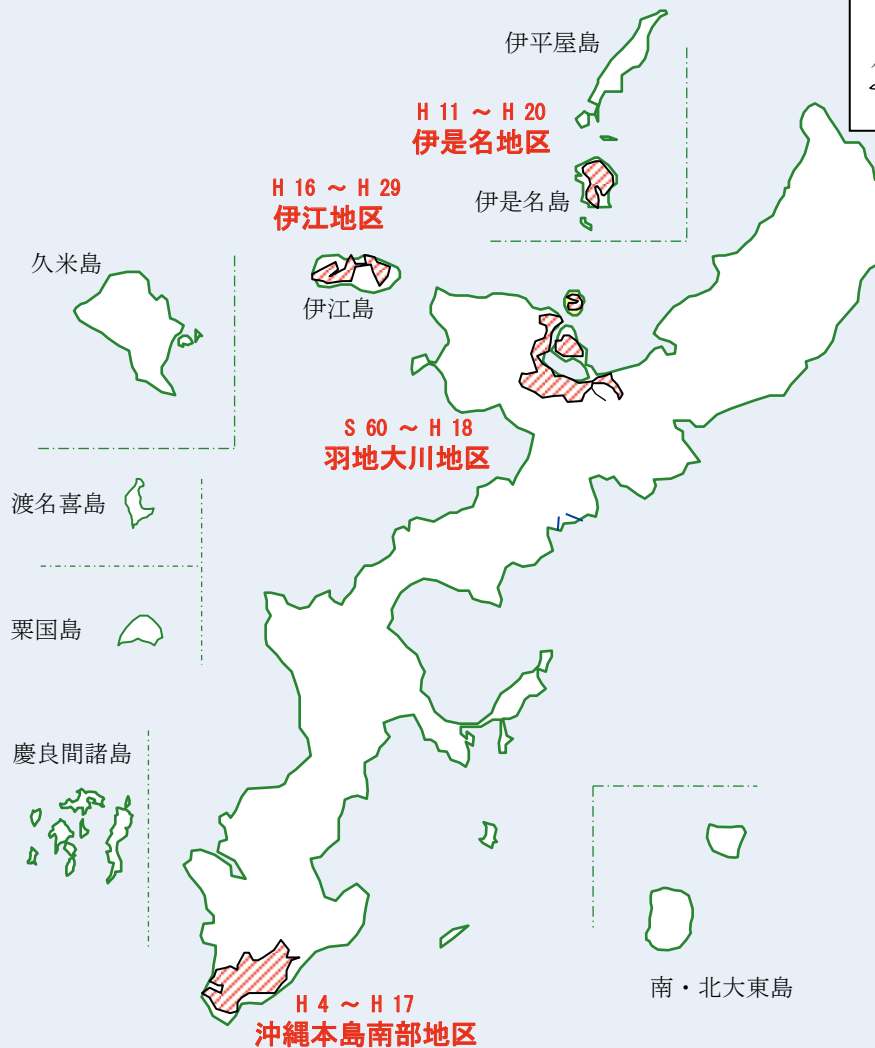 伊平屋島
H 11 ～ H 20
伊是名地区
伊是名島
H 16 ～ H 29
伊江地区
伊江島
久米島
S 60 ～ H 18
羽地大川地区
渡名喜島
粟国島
慶良間諸島
南・北大東島
H 4 ～ H 17
沖縄本島南部地区